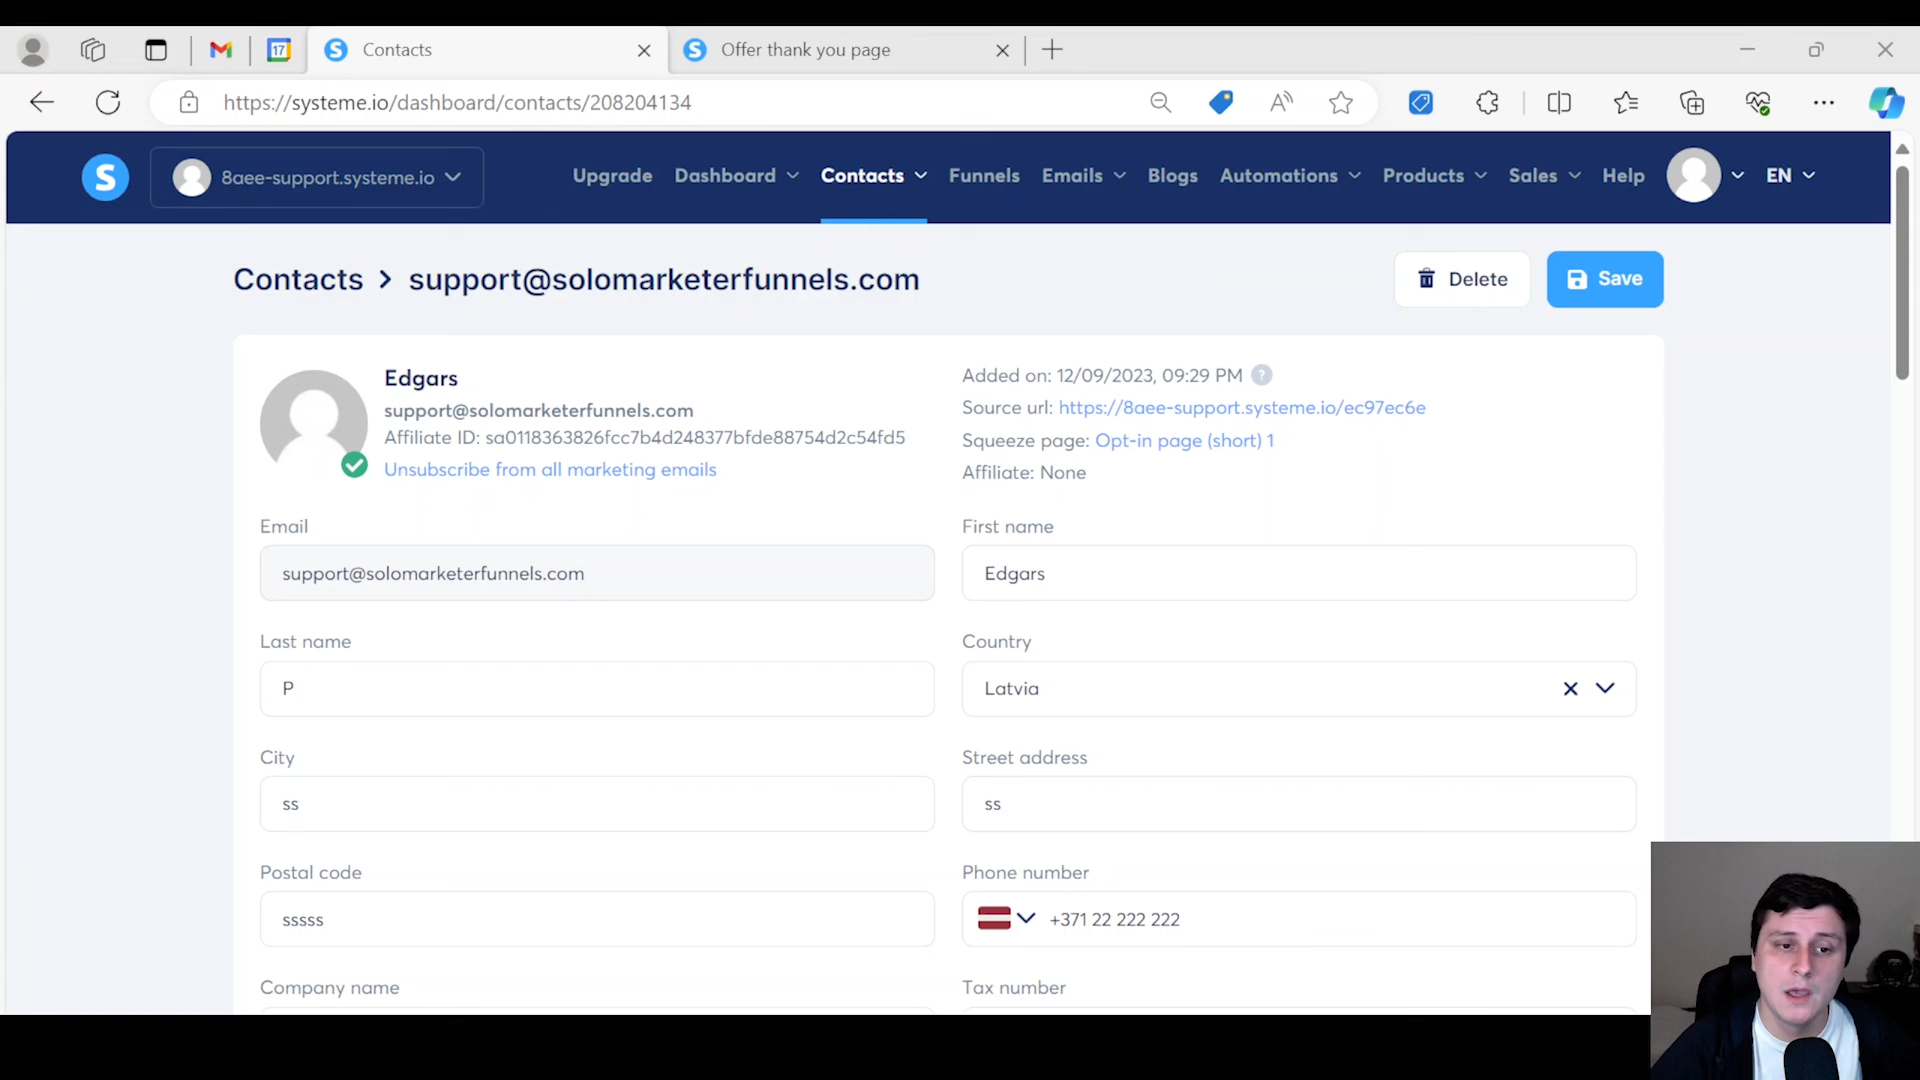 17
S
Contacts
S
Offer thank you page
https://systeme.io/dashboard/contacts/208204134
S
8aee-support.systeme.io
Upgrade
Dashboard
Contacts
Funnels
Emails
Blogs
Automations
Products
Sales
Help
EN
Contacts > support@solomarketerfunnels.com
Delete
Save
Edgars
support@solomarketerfunnels.com
Affiliate ID: sa0118363826fcc7b4d248377bfde88754d2c54fd5
Unsubscribe from all marketing emails
Added on: 12/09/2023, 09:29 PM ?
Source url: https://8aee-support.systeme.io/ec97ec6e
Squeeze page: Opt-in page (short) 1
Affiliate: None
Email
support@solomarketerfunnels.com
First name
Edgars
Last name
P
Country
Latvia
City
ss
Street address
ss
Postal code
sssss
Phone number
+371 22 222 222
Company name
Tax number